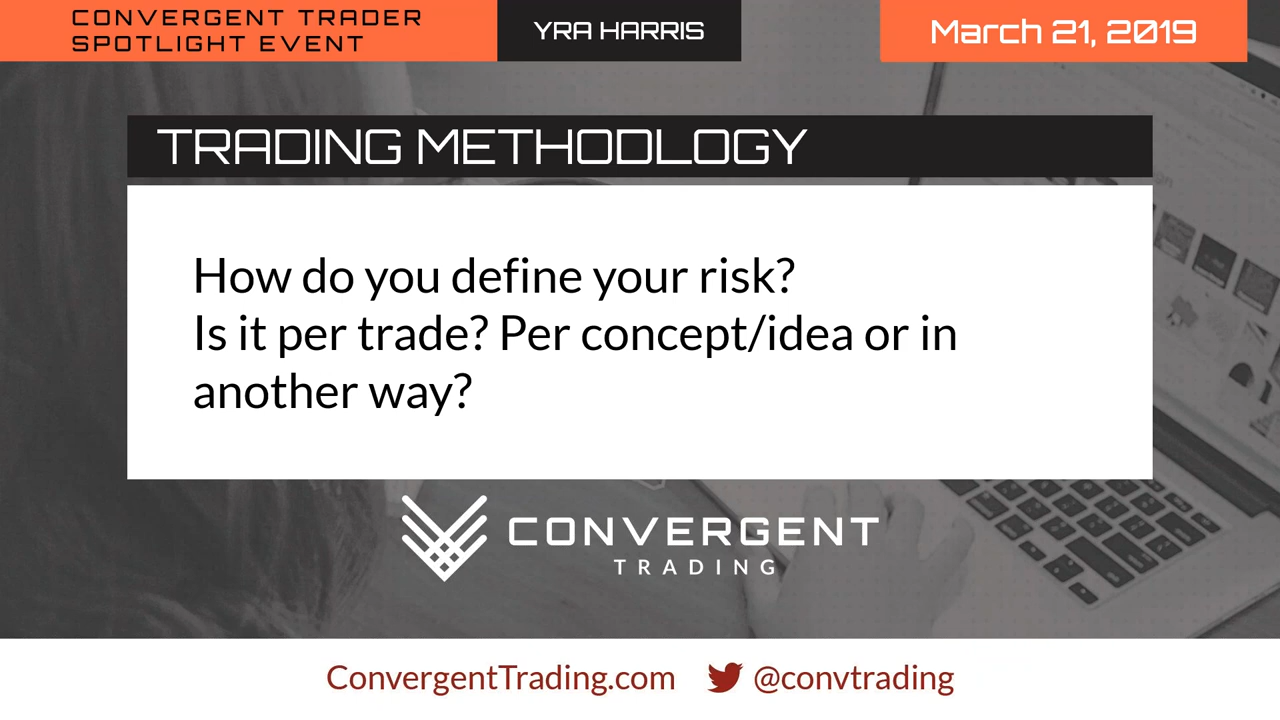 CONVERGENT TRADER
SPOTLIGHT EVENT
YRA HARRIS
March 21, 2019
TRADING METHODLOGY
How do you define your risk?
Is it per trade? Per concept/idea or in
another way?
CONVERGENT
TRADING
ConvergentTrading.com
@convtrading